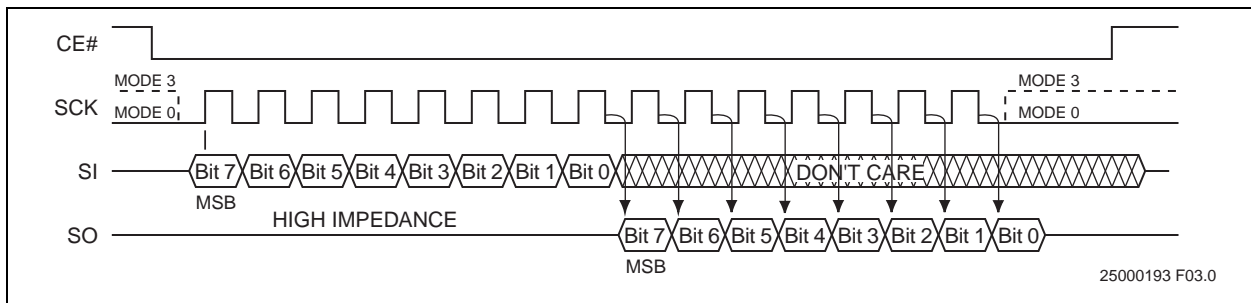 CE#
MODE 3 MODE 3
SCK MODE 0 MODE 0
SI Bit 7 Bit 6 Bit 5 Bit 4 Bit 3 Bit 2 Bit 1 Bit 0 DON'T CARE
MSB
HIGH IMPEDANCE
SO Bit 7 Bit 6 Bit 5 Bit 4 Bit 3 Bit 2 Bit 1 Bit 0
MSB
25000193 F03.0